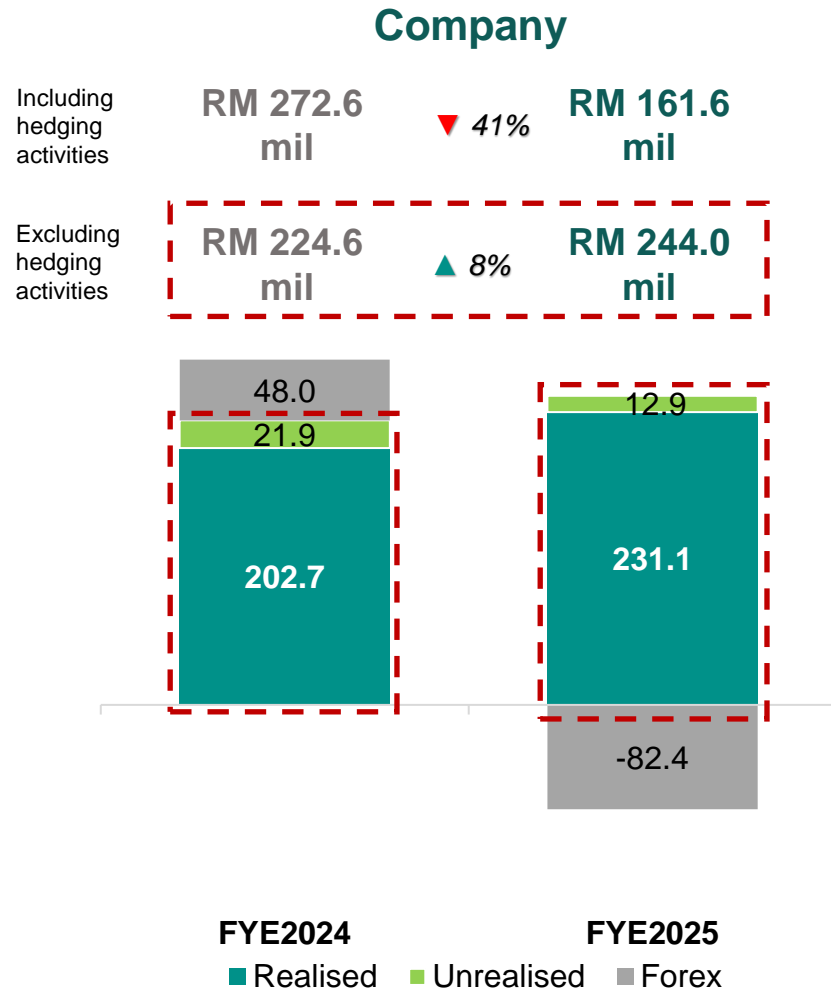 Company
Including
hedging
activities
RM 272.6
mil
▼ 41%
RM 161.6
mil
Excluding
hedging
activities
RM 224.6
mil
▲ 8%
RM 244.0
mil
48.0
21.9
202.7
12.9
231.1
-82.4
FYE2024
FYE2025
Realised
Unrealised
Forex